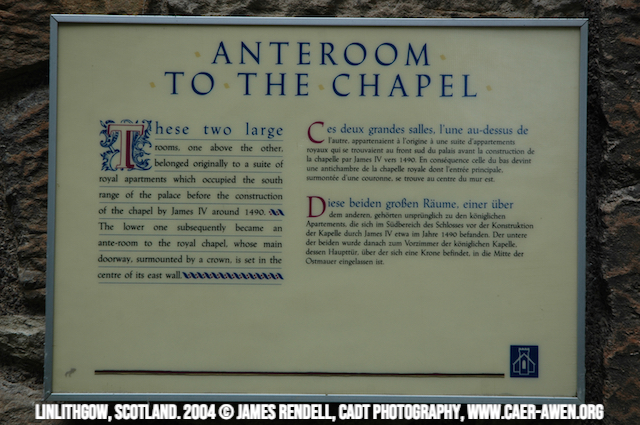 ANTEROOM
TO · THE · CHAPEL
These two large
rooms, one above the other,
belonged originally to a suite of
royal apartments which occupied the south
range of the palace before the construction
of the chapel by James IV around 1490.
The lower one subsequently became an
ante-room to the royal chapel, whose main
doorway, surmounted by a crown, is set in the
centre of its east wall.
Ces deux grandes salles, l'une au-dessus de
l'autre, appartenaient à l'origine à une suite d'appartements
royaux qui se trouvaient au front sud du palais avant la construction de
la chapelle par James IV vers 1490. En conséquence celle du bas devint
une antichambre de la chapelle royale dont l'entrée principale,
surmontée d'une couronne, se trouve au centre du mur est.
Diese beiden großen Räume, einer über
dem anderen, gehörten ursprünglich zu den königlichen
Apartments, die sich im Südbereich des Schlosses vor der Konstruktion
der Kapelle durch James IV etwa im Jahre 1490 befanden. Der untere
der beiden wurde danach zum Vorzimmer der königlichen Kapelle,
dessen Haupttür, über der sich eine Krone befindet, in die Mitte der
Ostmauer eingelassen ist.
LINLITHGOW, SCOTLAND. 2004 © JAMES RENDELL, CADT PHOTOGRAPHY, WWW.CAER-AWEN.ORG